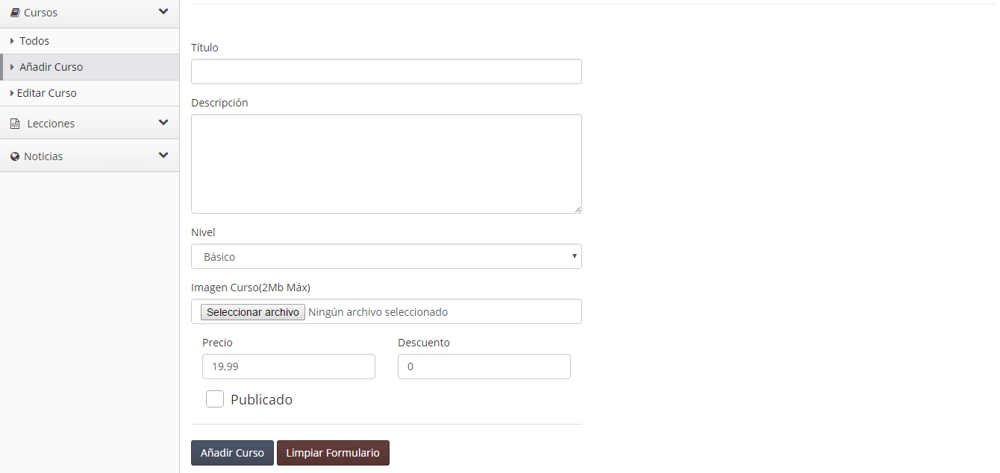 Cursos
Todos
Añadir Curso
Editar Curso
Lecciones
Noticias
Título
Descripción
Nivel
Básico
Imagen Curso(2Mb Máx)
Seleccionar archivo Ningún archivo seleccionado
Precio Descuento
19,99 0
Publicado
Añadir Curso Limpiar Formulario